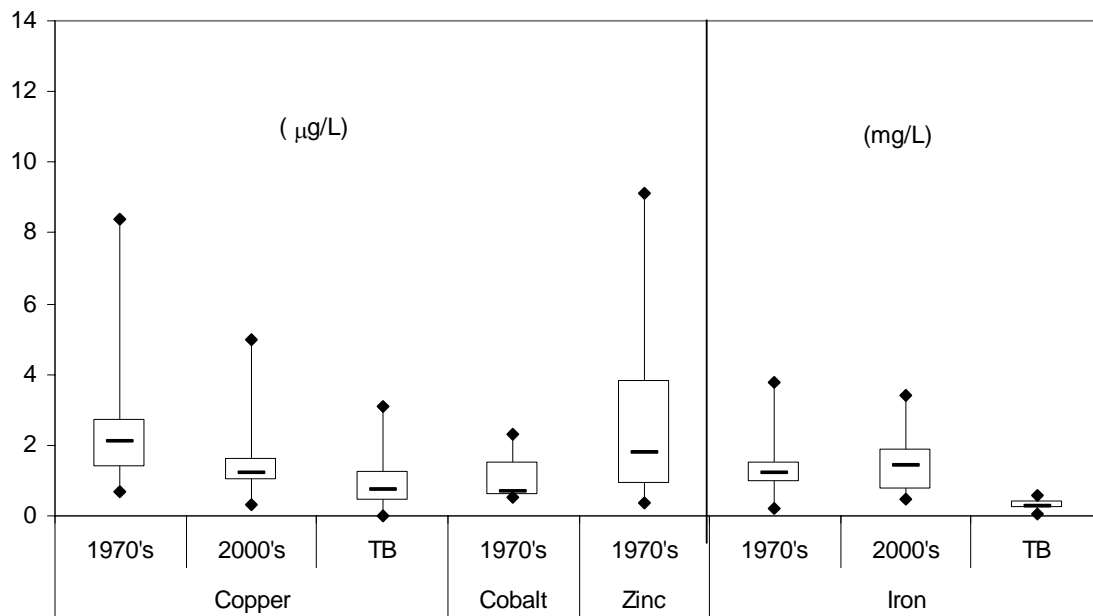 14
12
( μg/L)
(mg/L)
10
8
6
4
2
0
1970's 2000's TB 1970's 1970's 1970's 2000's TB
Copper Cobalt Zinc Iron